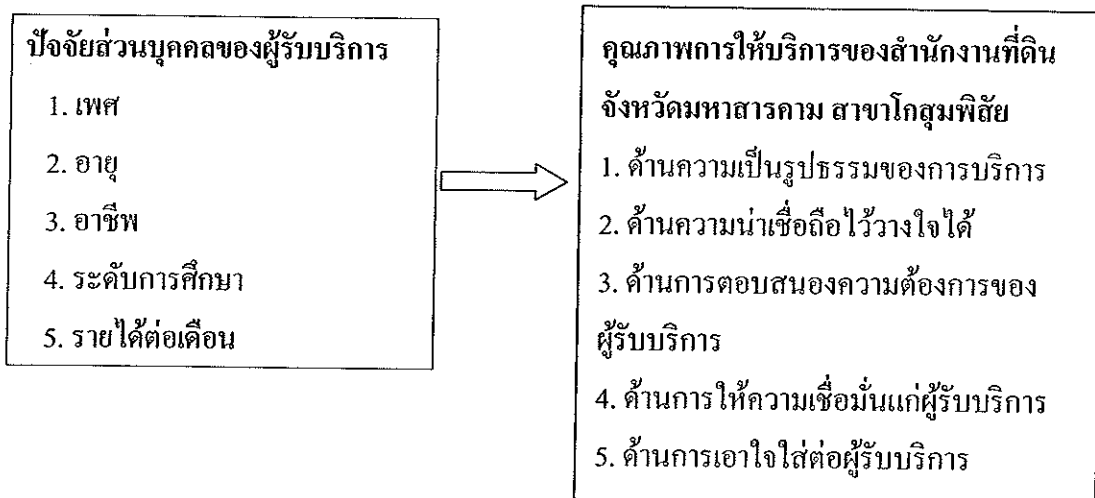 ปัจจัยส่วนบุคคลของผู้รับบริการ
1. เพศ
2. อายุ
3. อาชีพ
4. ระดับการศึกษา
5. รายได้ต่อเดือน
คุณภาพการให้บริการของสำนักงานที่ดิน
จังหวัดมหาสารคาม สาขาโกสุมพิสัย
1. ด้านความเป็นรูปธรรมของการบริการ
2. ด้านความน่าเชื่อถือไว้วางใจได้
3. ด้านการตอบสนองความต้องการของ
ผู้รับบริการ
4. ด้านการให้ความเชื่อมั่นแก่ผู้รับบริการ
5. ด้านการเอาใจใส่ต่อผู้รับบริการ